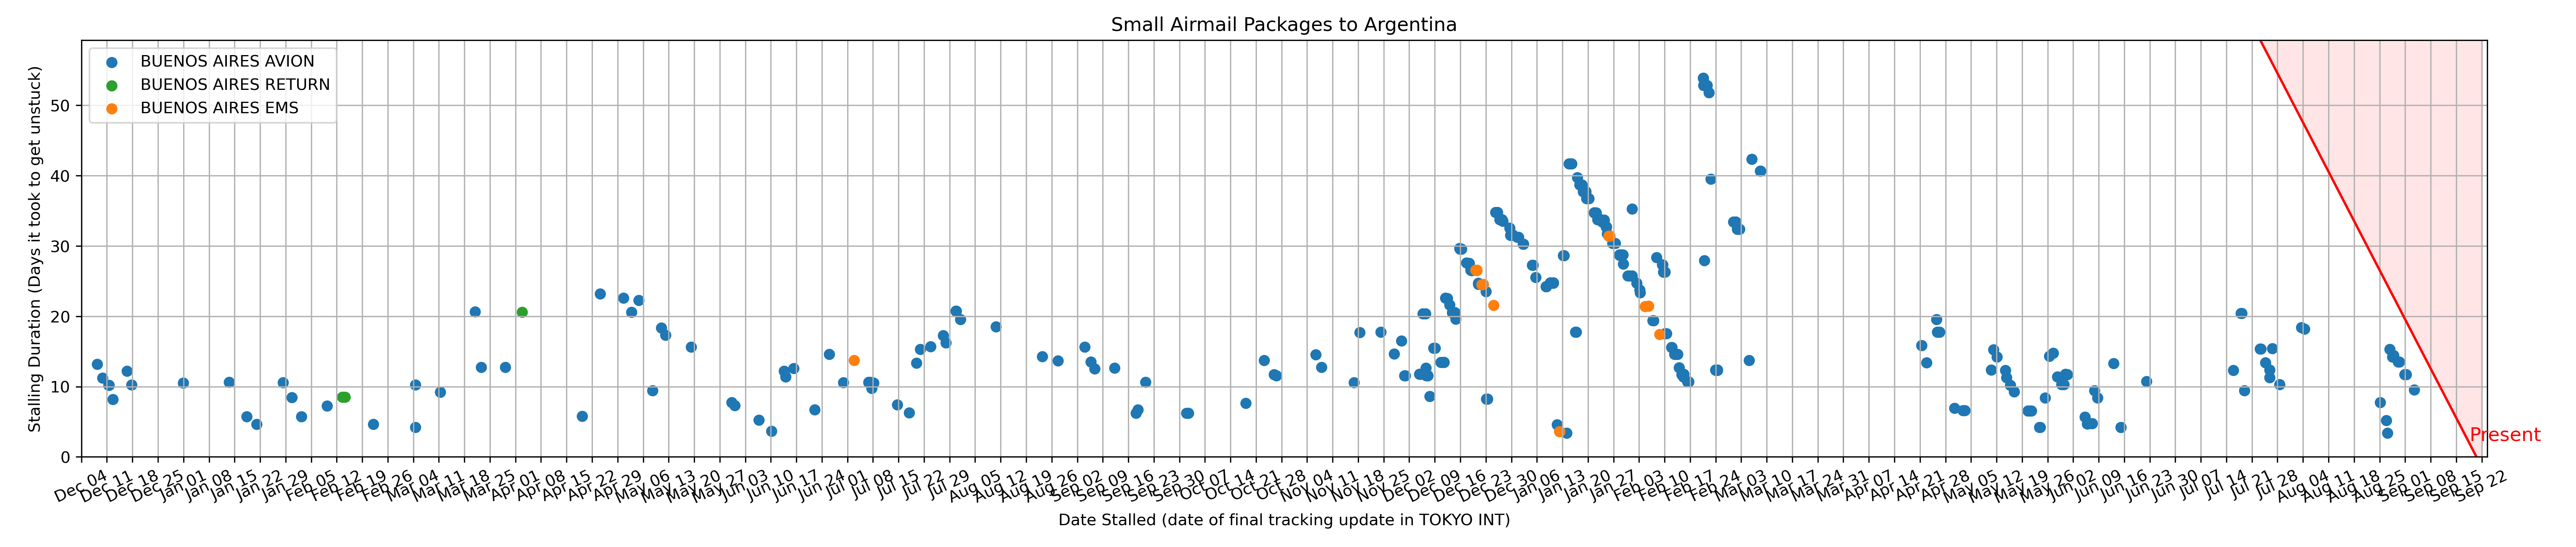 Small Airmail Packages to Argentina
BUENOS AIRES AVION
BUENOS AIRES RETURN
BUENOS AIRES EMS
Stalling Duration (Days it took to get unstuck)
50
40
30
20
10
0
Present
Dec 04
Dec 11
Dec 18
Dec 25
Jan 01
Jan 08
Jan 15
Jan 22
Jan 29
Feb 05
Feb 12
Feb 19
Feb 26
Mar 04
Mar 11
Mar 18
Mar 25
Apr 01
Apr 08
Apr 15
Apr 22
Apr 29
May 06
May 13
May 20
May 27
Jun 03
Jun 10
Jun 17
Jun 24
Jul 01
Jul 08
Jul 15
Jul 22
Jul 29
Aug 05
Aug 12
Aug 19
Aug 26
Sep 02
Sep 09
Sep 16
Sep 23
Sep 30
Oct 07
Oct 14
Oct 21
Oct 28
Nov 04
Nov 11
Nov 18
Nov 25
Dec 02
Dec 09
Dec 16
Dec 23
Dec 30
Jan 06
Jan 13
Jan 20
Jan 27
Feb 03
Feb 10
Feb 17
Feb 24
Mar 03
Mar 10
Mar 17
Mar 24
Mar 31
Apr 07
Apr 14
Apr 21
Apr 28
May 05
May 12
May 19
May 26
Jun 02
Jun 09
Jun 16
Jun 23
Jun 30
Jul 07
Jul 14
Jul 21
Jul 28
Aug 04
Aug 11
Aug 18
Aug 25
Sep 01
Sep 08
Sep 15
Sep 22
Date Stalled (date of final tracking update in TOKYO INT)